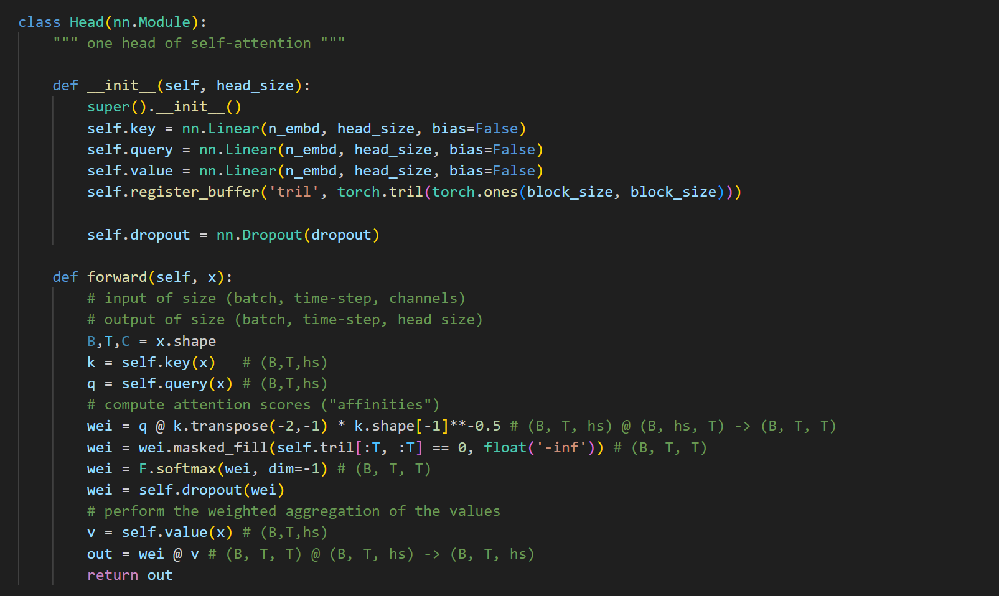 class Head(nn.Module):
    """ one head of self-attention """

    def __init__(self, head_size):
        super().__init__()
        self.key = nn.Linear(n_embd, head_size, bias=False)
        self.query = nn.Linear(n_embd, head_size, bias=False)
        self.value = nn.Linear(n_embd, head_size, bias=False)
        self.register_buffer('tril', torch.tril(torch.ones(block_size, block_size)))

        self.dropout = nn.Dropout(dropout)

    def forward(self, x):
        # input of size (batch, time-step, channels)
        # output of size (batch, time-step, head size)
        B,T,C = x.shape
        k = self.key(x)   # (B,T,hs)
        q = self.query(x) # (B,T,hs)
        # compute attention scores ("affinities")
        wei = q @ k.transpose(-2,-1) * k.shape[-1]**-0.5 # (B, T, hs) @ (B, hs, T) -> (B, T, T)
        wei = wei.masked_fill(self.tril[:T, :T] == 0, float('-inf')) # (B, T, T)
        wei = F.softmax(wei, dim=-1) # (B, T, T)
        wei = self.dropout(wei)
        # perform the weighted aggregation of the values
        v = self.value(x) # (B,T,hs)
        out = wei @ v # (B, T, T) @ (B, T, hs) -> (B, T, hs)
        return out